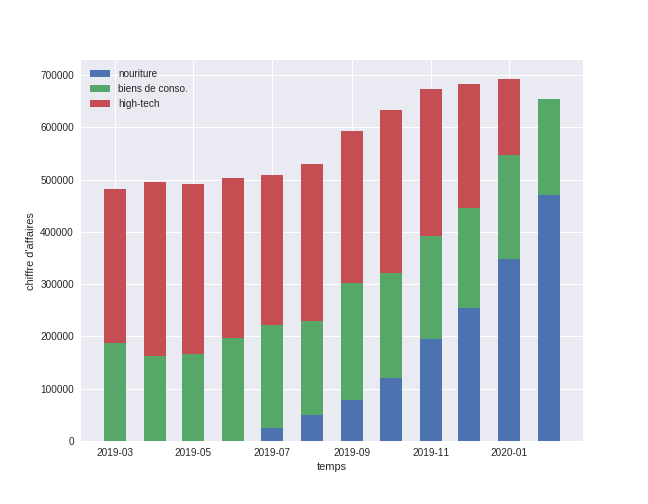 nouriture
biens de conso.
high-tech
700000
600000
500000
400000
300000
200000
100000
0
chiffre d'affaires
2019-03 2019-05 2019-07 2019-09 2019-11 2020-01
temps